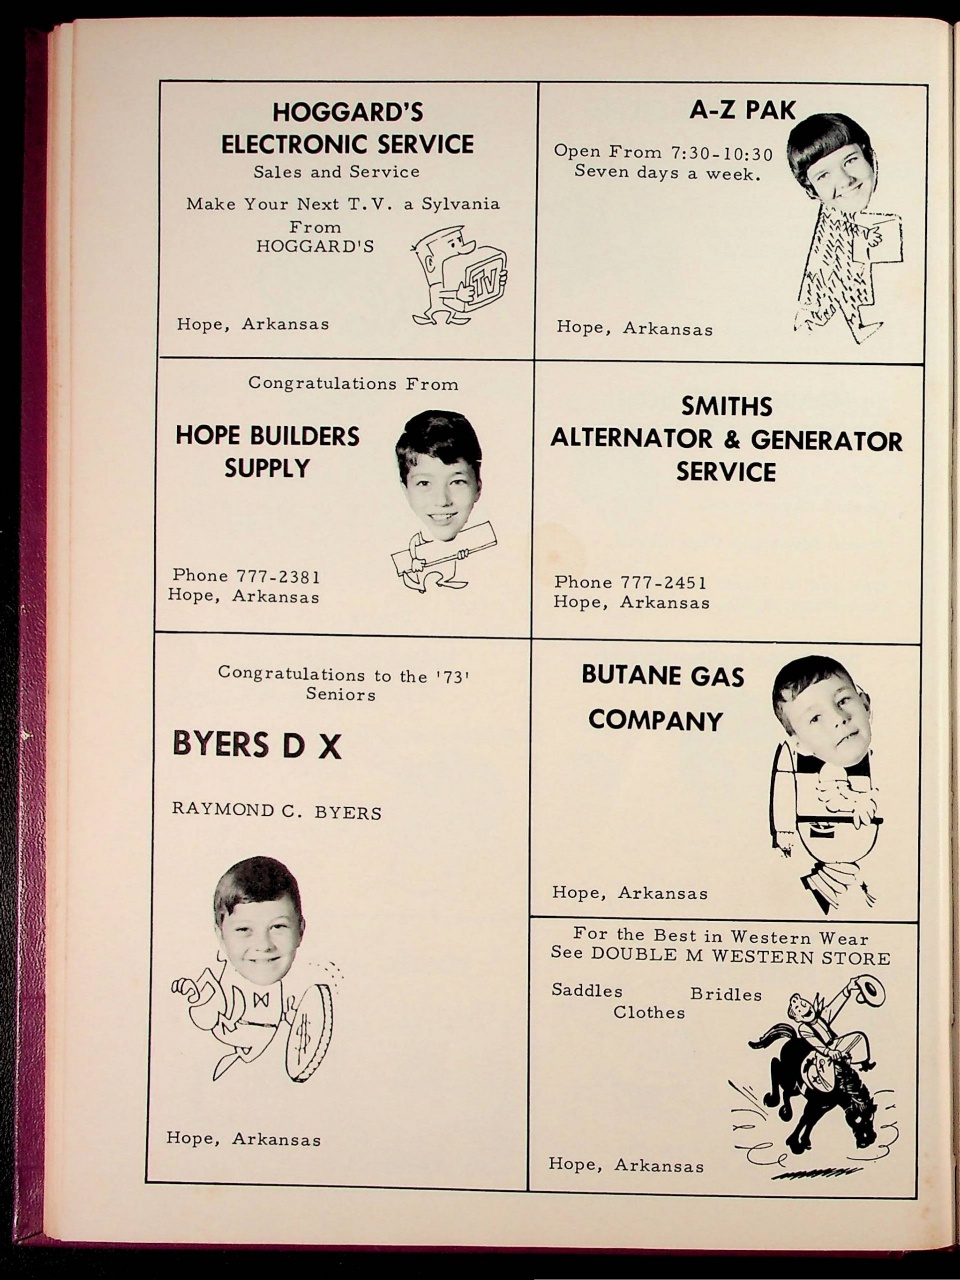 HOGGARD'S
ELECTRONIC SERVICE
Sales and Service
Make Your Next T.V. a Sylvania
From
HOGGARD'S
TV
Hope, Arkansas
A-Z PAK
Open From 7:30-10:30
Seven days a week.
Hope, Arkansas
Congratulations From
HOPE BUILDERS
SUPPLY
Phone 777-2381
Hope, Arkansas
SMITHS
ALTERNATOR & GENERATOR
SERVICE
Phone 777-2451
Hope, Arkansas
Congratulations to the '73'
Seniors
BYERS D X
RAYMOND C. BYERS
$
Hope, Arkansas
BUTANE GAS
COMPANY
Hope, Arkansas
For the Best in Western Wear
See DOUBLE M WESTERN STORE
Saddles Bridles
Clothes
Hope, Arkansas